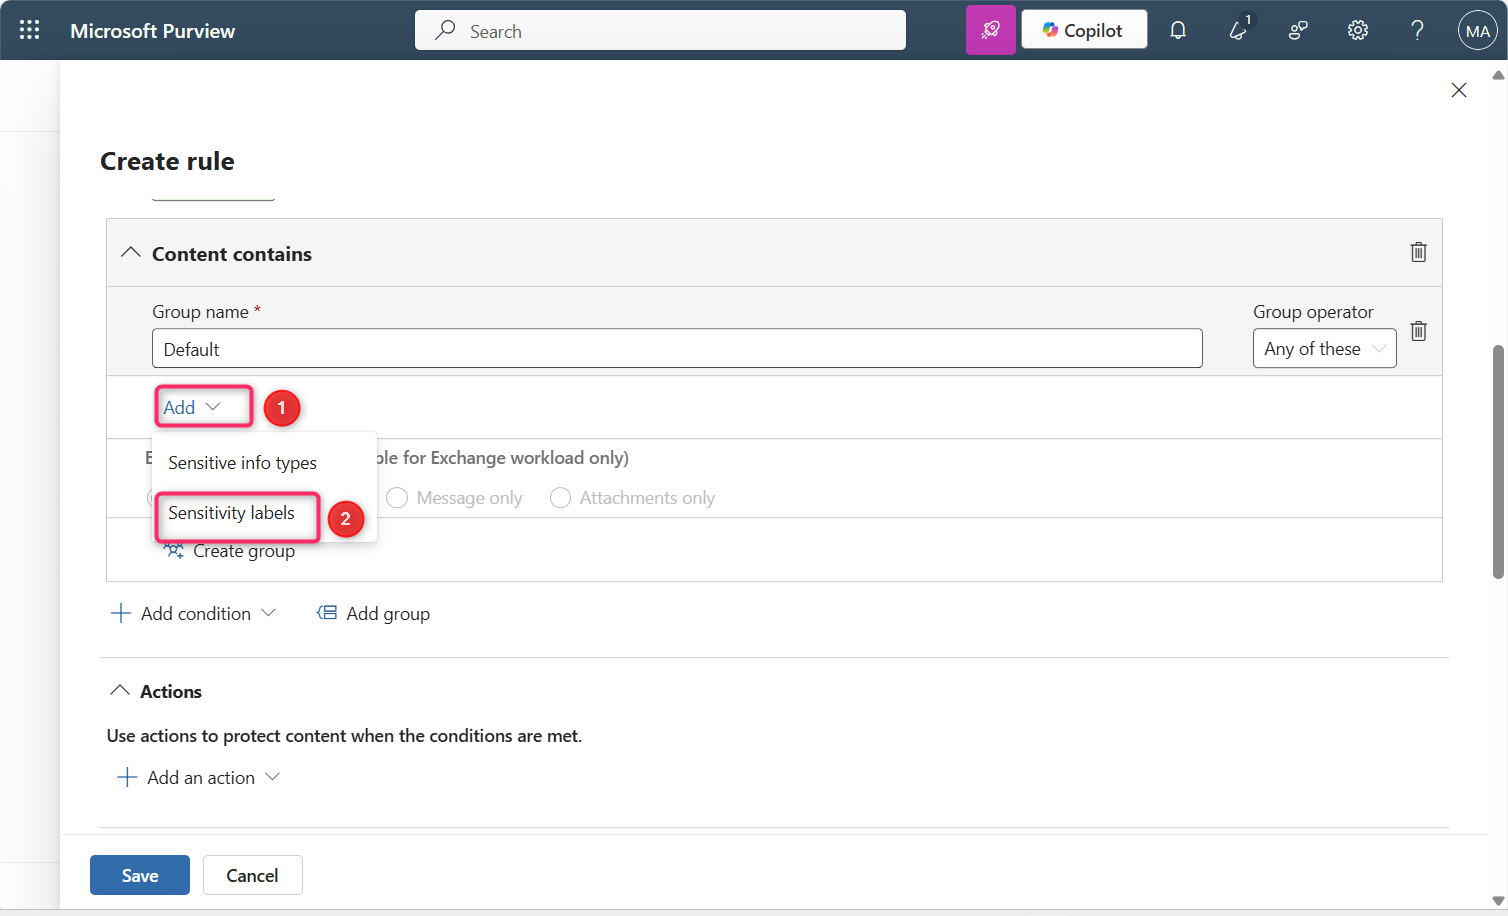 Microsoft Purview
Search
Copilot
1
?
MA
Create rule
Content contains
Group name *
Group operator
Default
Any of these
Add
1
for Exchange workload only)
Sensitive info types
Message only
Attachments only
Sensitivity labels
2
Create group
Add condition
Add group
Actions
Use actions to protect content when the conditions are met.
Add an action
Save
Cancel